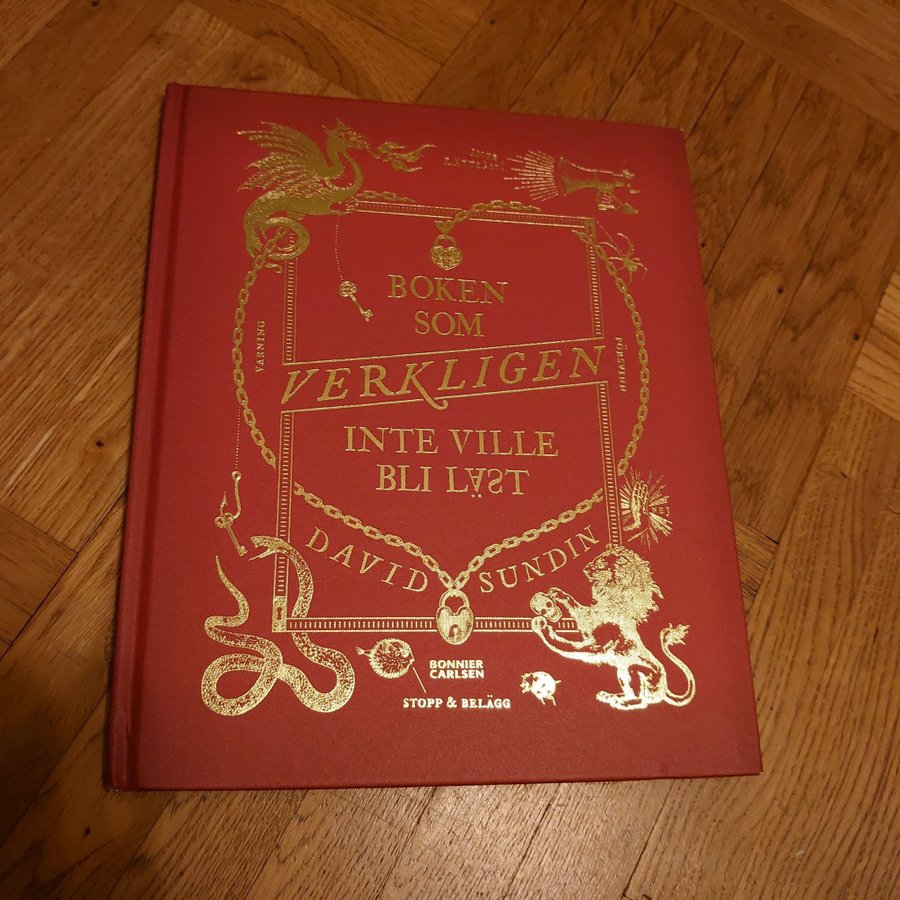 BOKEN
SOM
VERKLIGEN
INTE VILLE
BLI LÄST
DAVID SUNDIN
VARNING
FÖRSVINN
BONNIER
CARLSEN
STOPP & BELÄGG